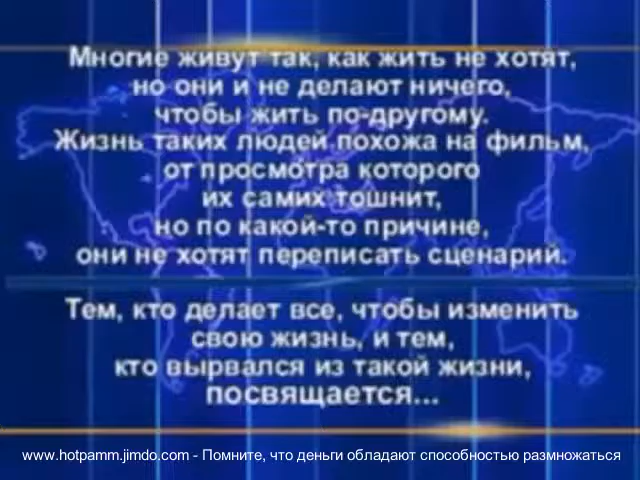 Многие живут так, как жить не хотят,
но они и не делают ничего,
чтобы жить по-другому.
Жизнь таких людей похожа на фильм,
от просмотра которого
их самих тошнит,
но по какой-то причине,
они не хотят переписать сценарий.
Тем, кто делает все, чтобы изменить
свою жизнь, и тем,
кто вырвался из такой жизни,
посвящается...
www.hotpamm.jimdo.com - Помните, что деньги обладают способностью размножаться